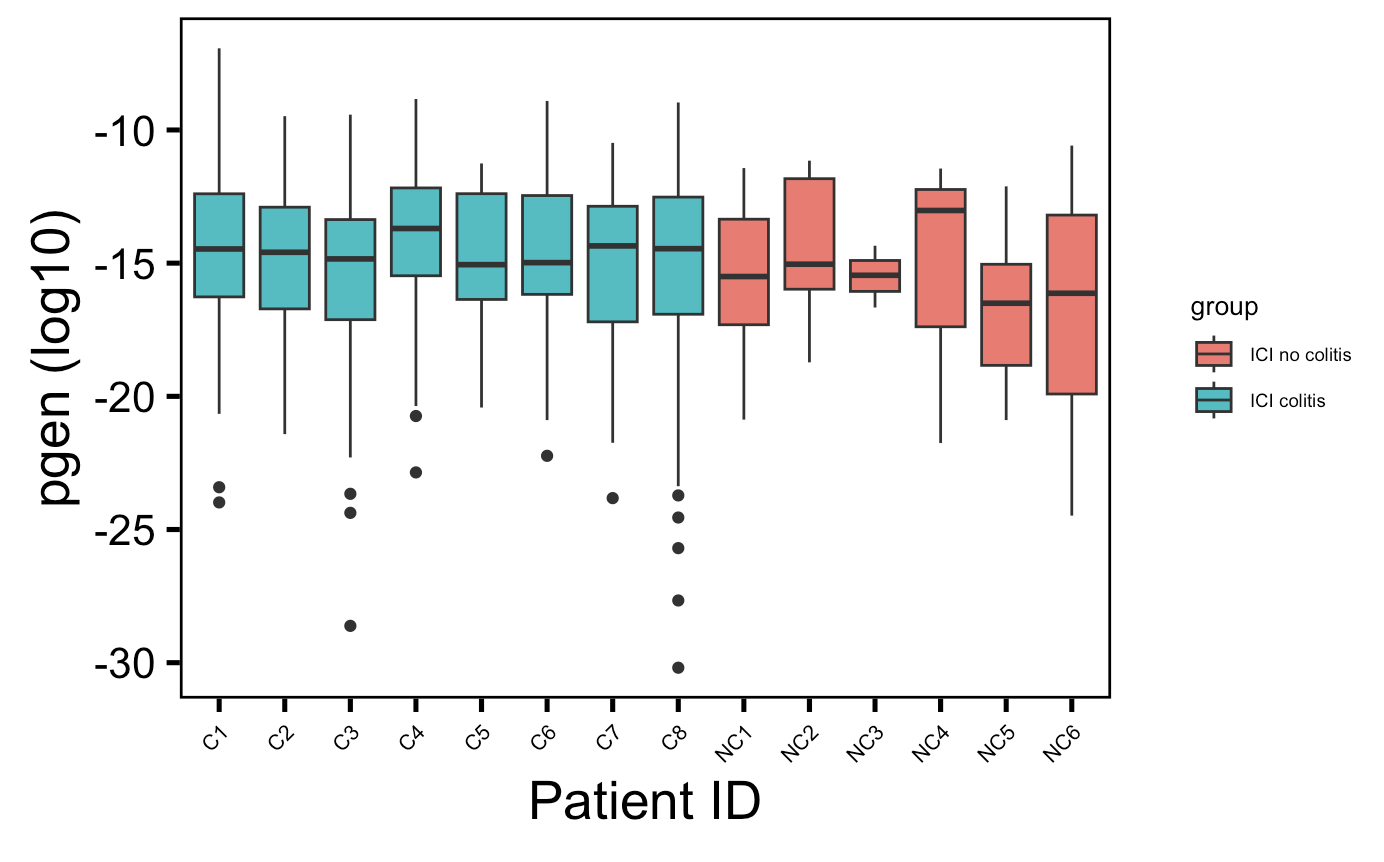 pgen (log10)
-10
-15
-20
-25
-30
C1 C2 C3 C4 C5 C6 C7 C8 NC1 NC2 NC3 NC4 NC5 NC6
Patient ID
group
ICI no colitis
ICI colitis